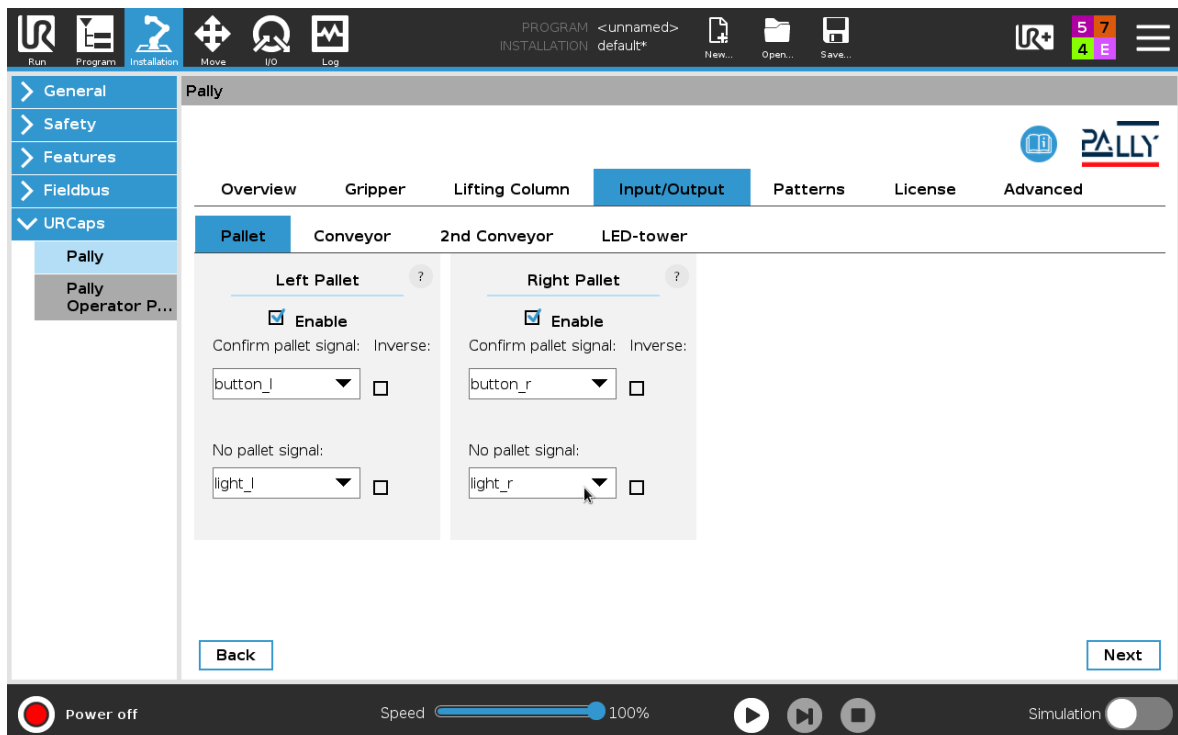 PROGRAM <unnamed>
INSTALLATION default*
UR
Run
Program
Installation
Move
I/O
Log
New...
Open...
Save...
UR+
5 7
4 E
General
Safety
Features
Fieldbus
URCaps
Pally
Pally
Operator P...
Pally
PALLY
Overview Gripper Lifting Column Input/Output Patterns License Advanced
Pallet Conveyor 2nd Conveyor LED-tower
Left Pallet ?
Enable
Confirm pallet signal: Inverse:
button_l
No pallet signal:
light_l
Right Pallet ?
Enable
Confirm pallet signal: Inverse:
button_r
No pallet signal:
light_r
Back
Next
Power off
Speed 100%
Simulation